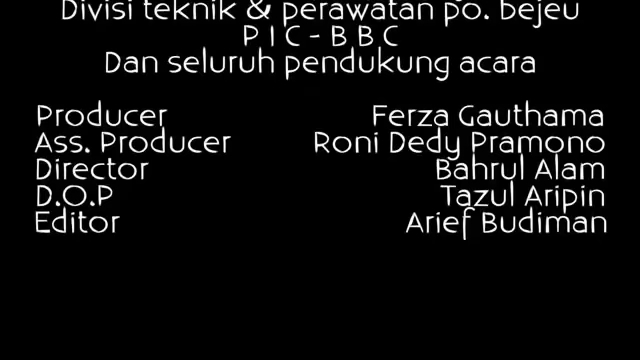 Divisi teknik & perawatan po. bejeu
P I C - B B C
Dan seluruh pendukung acara
Producer Ferza Gauthama
Ass. Producer Roni Dedy Pramono
Director Bahrul Alam
D.O.P Tazul Aripin
Editor Arief Budiman